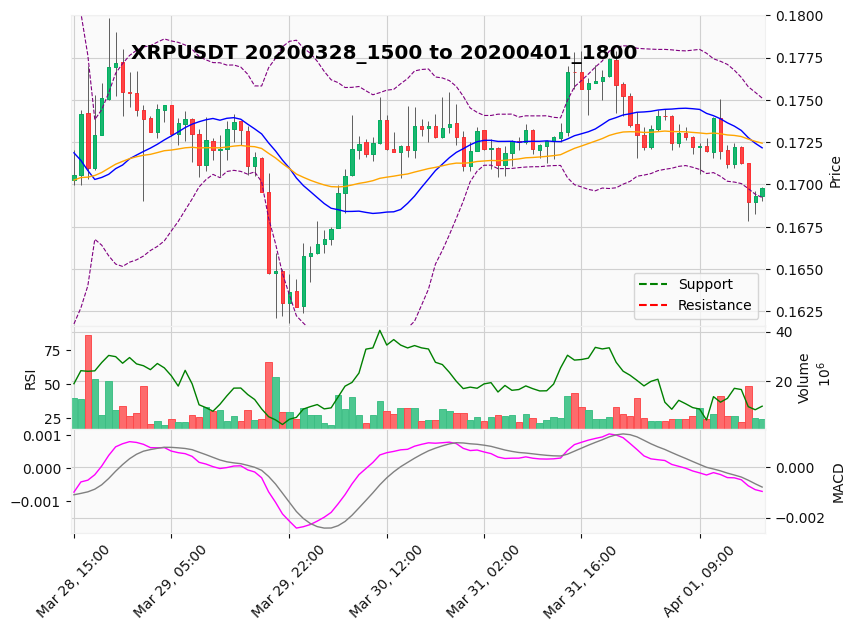 XRPUSDT 20200328_1500 to 20200401_1800
0.1800
0.1775
0.1750
0.1725
0.1700
0.1675
0.1650
0.1625
Price
Support
Resistance
75
50
25
RSI
40
20
Volume
10^6
0.001
0.000
−0.001
0.000
−0.002
MACD
Mar 28, 15:00
Mar 29, 05:00
Mar 29, 22:00
Mar 30, 12:00
Mar 31, 02:00
Mar 31, 16:00
Apr 01, 09:00